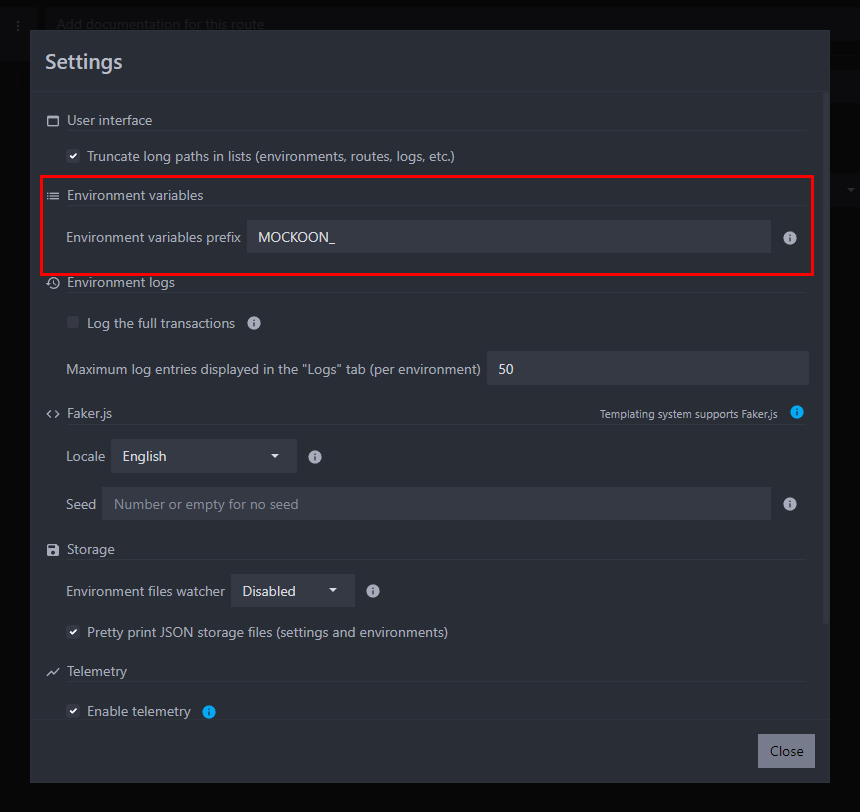 Add documentation for this route
Settings
User interface
Truncate long paths in lists (environments, routes, logs, etc.)
Environment variables
Environment variables prefix MOCKOON_
Environment logs
Log the full transactions
Maximum log entries displayed in the "Logs" tab (per environment) 50
Faker.js Templating system supports Faker.js
Locale English
Seed Number or empty for no seed
Storage
Environment files watcher Disabled
Pretty print JSON storage files (settings and environments)
Telemetry
Enable telemetry
Close